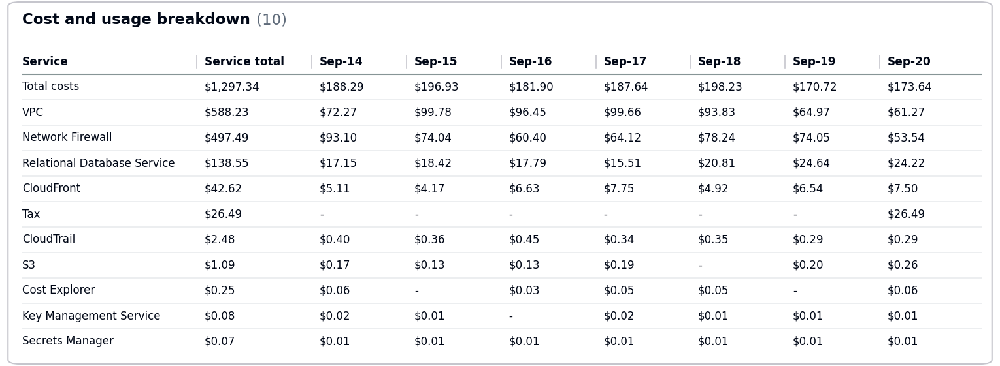 Cost and usage breakdown (10)
Service Service total Sep-14 Sep-15 Sep-16 Sep-17 Sep-18 Sep-19 Sep-20
Total costs $1,297.34 $188.29 $196.93 $181.90 $187.64 $198.23 $170.72 $173.64
VPC $588.23 $72.27 $99.78 $96.45 $99.66 $93.83 $64.97 $61.27
Network Firewall $497.49 $93.10 $74.04 $60.40 $64.12 $78.24 $74.05 $53.54
Relational Database Service $138.55 $17.15 $18.42 $17.79 $15.51 $20.81 $24.64 $24.22
CloudFront $42.62 $5.11 $4.17 $6.63 $7.75 $4.92 $6.54 $7.50
Tax $26.49 - - - - - - $26.49
CloudTrail $2.48 $0.40 $0.36 $0.45 $0.34 $0.35 $0.29 $0.29
S3 $1.09 $0.17 $0.13 $0.13 $0.19 - $0.20 $0.26
Cost Explorer $0.25 $0.06 - $0.03 $0.05 $0.05 - $0.06
Key Management Service $0.08 $0.02 $0.01 - $0.02 $0.01 $0.01 $0.01
Secrets Manager $0.07 $0.01 $0.01 $0.01 $0.01 $0.01 $0.01 $0.01